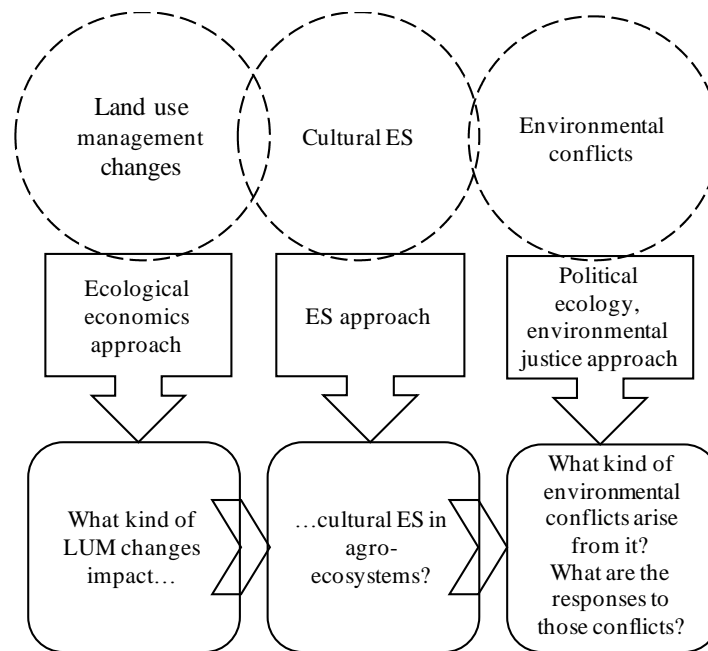 Land use
management
changes
Cultural ES
Environmental
conflicts
Ecological
economics
approach
ES approach
Political
ecology,
environmental
justice approach
What kind of
LUM changes
impact…
…cultural ES in
agro-
ecosystems?
What kind of
environmental
conflicts arise
from it?
What are the
responses to
those conflicts?